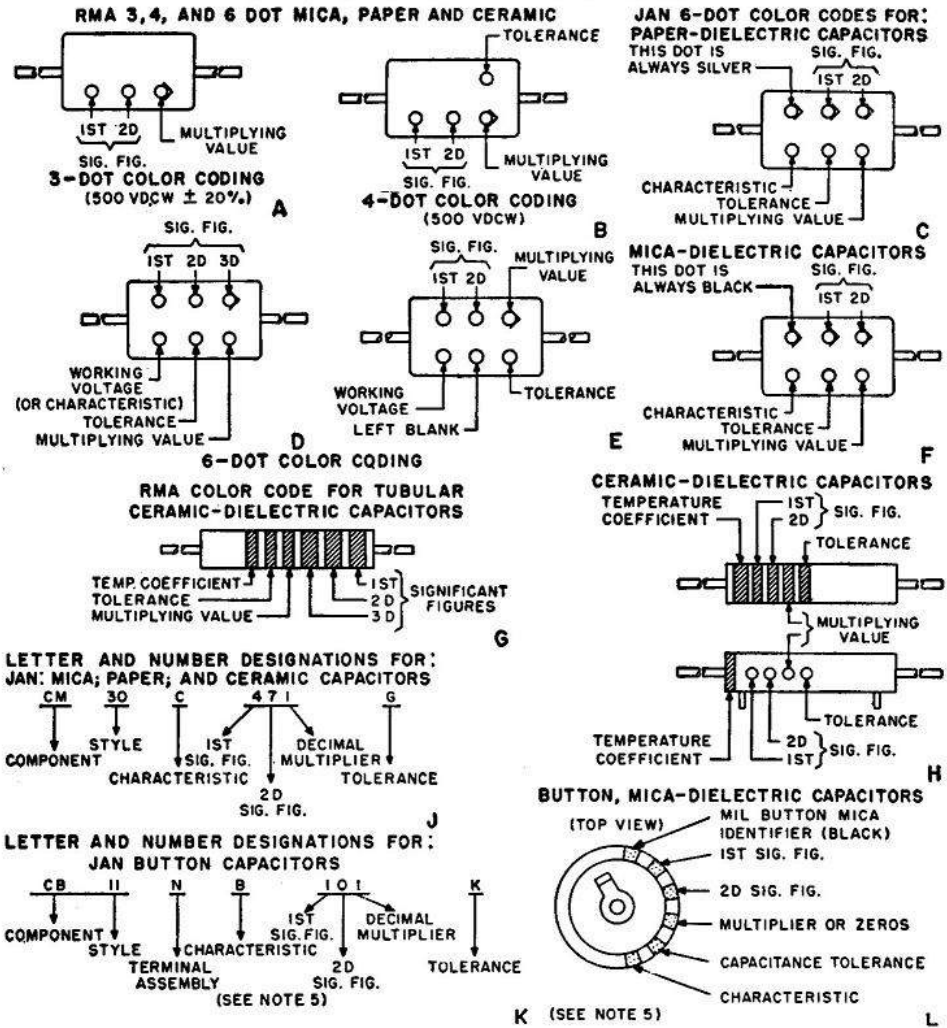 RMA 3,4, AND 6 DOT MICA, PAPER AND CERAMIC
1ST 2D
SIG. FIG.
MULTIPLYING
VALUE
3-DOT COLOR CODING
(500 VDCW ± 20%)
A
TOLERANCE
1ST 2D
SIG. FIG.
MULTIPLYING
VALUE
4-DOT COLOR CODING
(500 VDCW)
B
JAN 6-DOT COLOR CODES FOR:
PAPER-DIELECTRIC CAPACITORS
THIS DOT IS
ALWAYS SILVER
SIG. FIG.
1ST 2D
CHARACTERISTIC
TOLERANCE
MULTIPLYING VALUE
C
SIG. FIG.
1ST 2D 3D
WORKING
VOLTAGE
(OR CHARACTERISTIC)
TOLERANCE
MULTIPLYING VALUE
D
SIG. FIG.
1ST 2D
MULTIPLYING
VALUE
WORKING
VOLTAGE
LEFT BLANK
TOLERANCE
E
6-DOT COLOR CODING
MICA-DIELECTRIC CAPACITORS
THIS DOT IS
ALWAYS BLACK
SIG. FIG.
1ST 2D
CHARACTERISTIC
TOLERANCE
MULTIPLYING VALUE
F
RMA COLOR CODE FOR TUBULAR
CERAMIC-DIELECTRIC CAPACITORS
TEMP. COEFFICIENT
TOLERANCE
MULTIPLYING VALUE
1ST
2D
3D
SIGNIFICANT
FIGURES
G
CERAMIC-DIELECTRIC CAPACITORS
TEMPERATURE
COEFFICIENT
1ST
2D
SIG. FIG.
TOLERANCE
MULTIPLYING
VALUE
TOLERANCE
TEMPERATURE
COEFFICIENT
2D
1ST
SIG. FIG.
H
LETTER AND NUMBER DESIGNATIONS FOR:
JAN: MICA; PAPER; AND CERAMIC CAPACITORS
CM 30 C 471 G
COMPONENT
STYLE
CHARACTERISTIC
1ST
SIG. FIG.
2D
SIG. FIG.
DECIMAL
MULTIPLIER
TOLERANCE
J
LETTER AND NUMBER DESIGNATIONS FOR:
JAN BUTTON CAPACITORS
CB 11 N B 101 K
COMPONENT
STYLE
TERMINAL
ASSEMBLY
CHARACTERISTIC
(SEE NOTE 5)
1ST
SIG. FIG.
2D
SIG. FIG.
DECIMAL
MULTIPLIER
TOLERANCE
K
BUTTON, MICA-DIELECTRIC CAPACITORS
(TOP VIEW)
MIL BUTTON MICA
IDENTIFIER (BLACK)
1ST SIG. FIG.
2D SIG. FIG.
MULTIPLIER OR ZEROS
CAPACITANCE TOLERANCE
CHARACTERISTIC
(SEE NOTE 5)
L